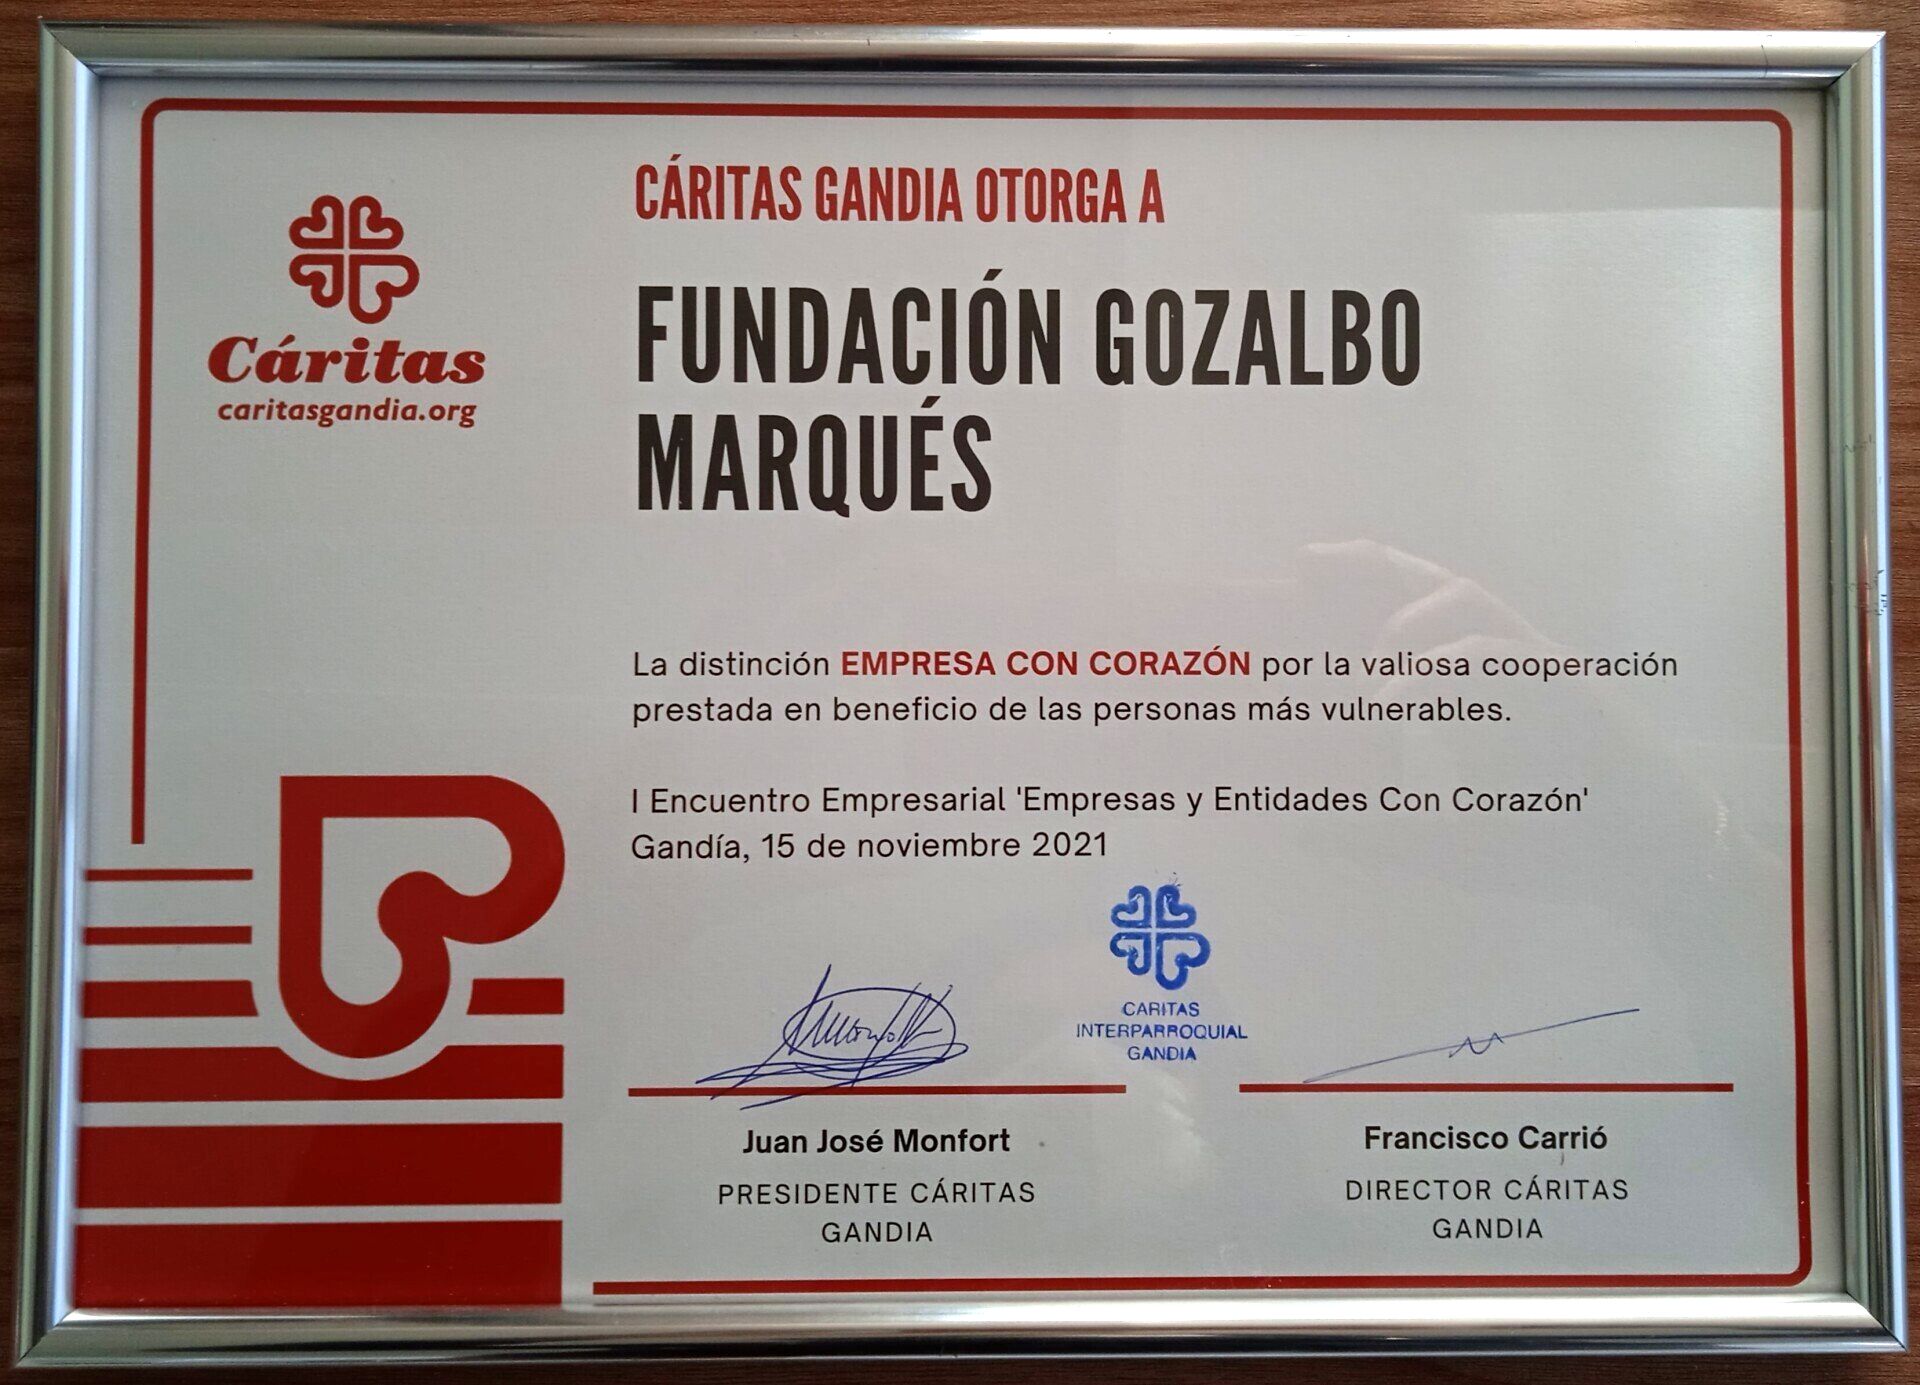 CÁRITAS GANDIA OTORGA A
Cáritas
caritasgandia.org
FUNDACIÓN GOZALBO
MARQUÉS
La distinción EMPRESA CON CORAZÓN por la valiosa cooperación
prestada en beneficio de las personas más vulnerables.
I Encuentro Empresarial 'Empresas y Entidades Con Corazón'
Gandía, 15 de noviembre 2021
CARITAS
INTERPARROQUIAL
GANDIA
Juan José Monfort
PRESIDENTE CÁRITAS
GANDIA
Francisco Carrió
DIRECTOR CÁRITAS
GANDIA